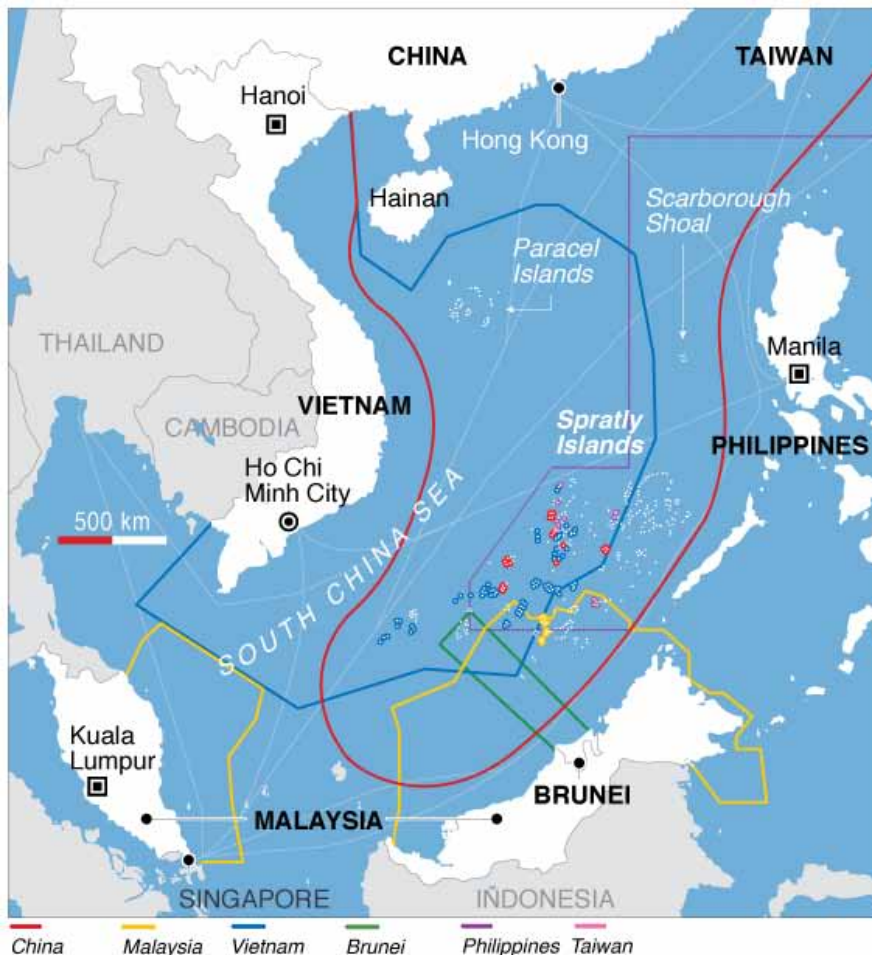 CHINA
TAIWAN
Hanoi
Hong Kong
Hainan
Scarborough
Shoal
Paracel
Islands
THAILAND
Manila
VIETNAM
CAMBODIA
Spratly
Islands
PHILIPPINES
Ho Chi
Minh City
500 km
SOUTH CHINA SEA
Kuala
Lumpur
BRUNEI
MALAYSIA
SINGAPORE
INDONESIA
China
Malaysia
Vietnam
Brunei
Philippines
Taiwan